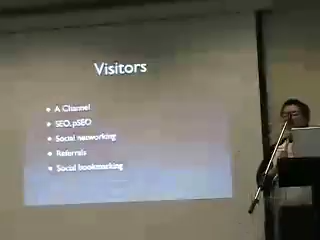 Visitors
A Channel
SEO,pSEO
Social networking
Referrals
Social bookmarking